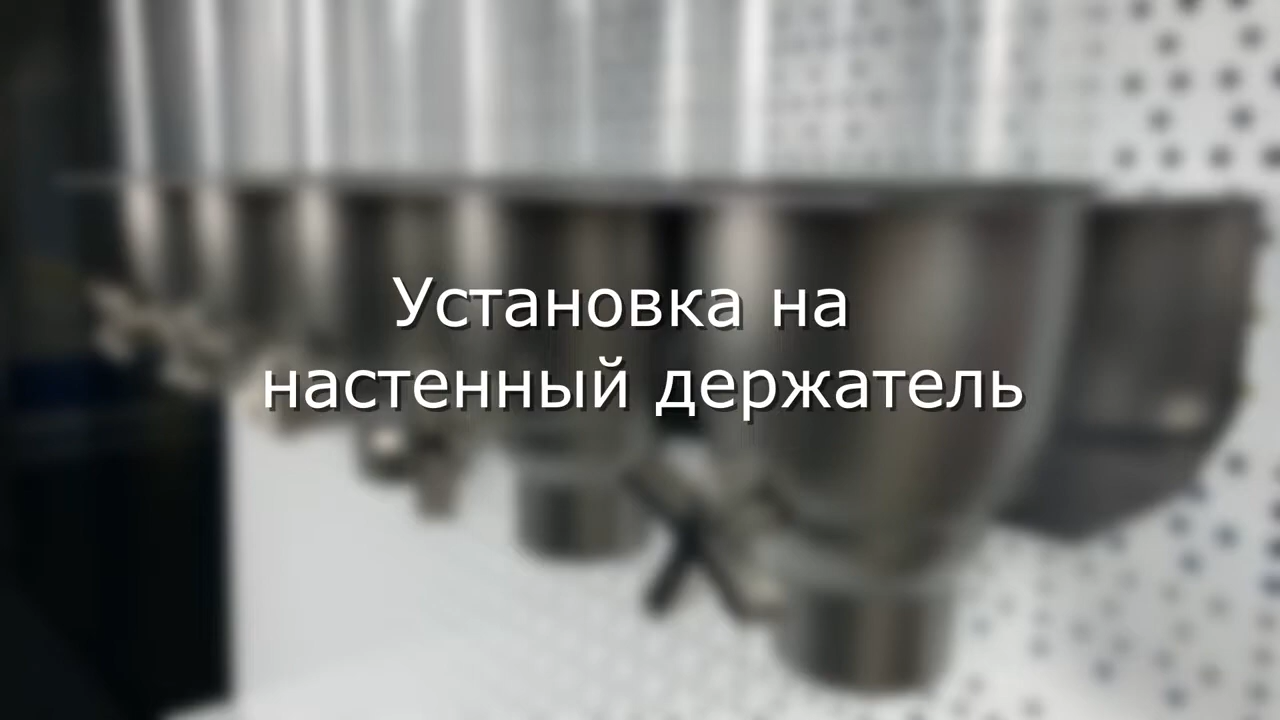 Установка на
настенный держатель